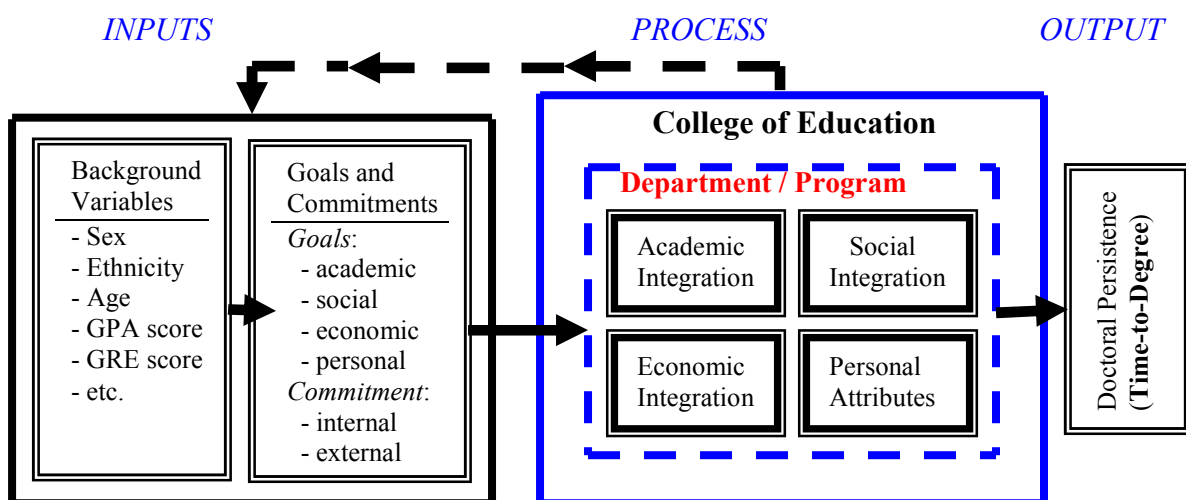 INPUTS
PROCESS
OUTPUT
Background
Variables
- Sex
- Ethnicity
- Age
- GPA score
- GRE score
- etc.
Goals and
Commitments
Goals:
- academic
- social
- economic
- personal
Commitment:
- internal
- external
College of Education
Department / Program
Academic
Integration
Social
Integration
Economic
Integration
Personal
Attributes
Doctoral Persistence
(Time-to-Degree)